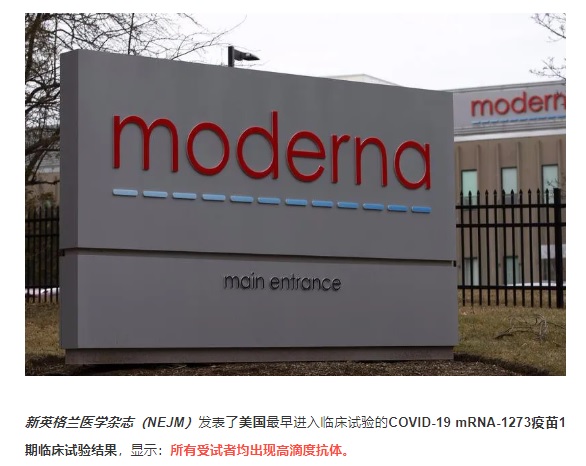 moderna
modern
main entrance
新英格兰医学杂志（NEJM）发表了美国最早进入临床试验的COVID-19 mRNA-1273疫苗1
期临床试验结果，显示：所有受试者均出现高滴度抗体。